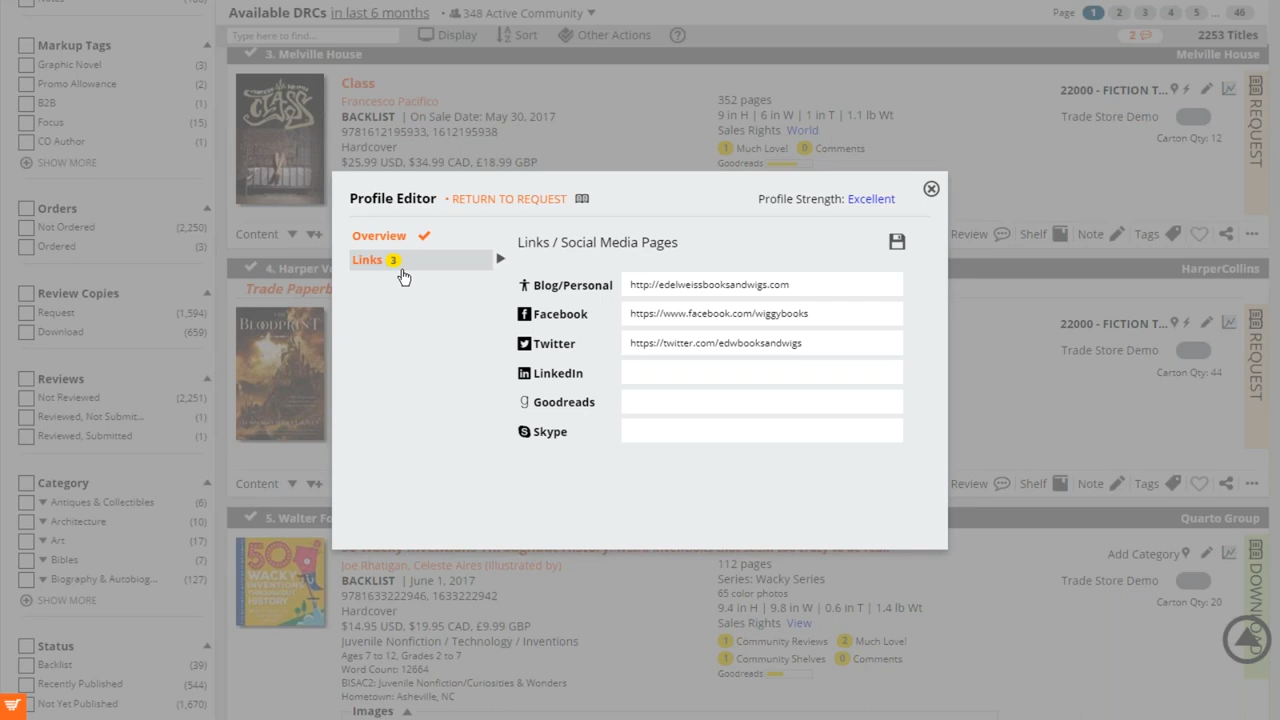 Available DRCs in last 6 months • 348 Active Community
Page 1 2 3 4 5 ... 46
Type here to find...
Display
Sort
Other Actions
2
2253 Titles
Markup Tags
Graphic Novel (3)
Promo Allowance (2)
B2B (1)
Focus (15)
CO Author (1)
SHOW MORE
Orders
Not Ordered (2,250)
Ordered (3)
Review Copies
Request (1,594)
Download (659)
Reviews
Not Reviewed (2,251)
Reviewed, Not Submit... (1)
Reviewed, Submitted (1)
Category
Antiques & Collectibles (6)
Architecture (10)
Art (17)
Bibles (7)
Biography & Autobiog... (127)
SHOW MORE
Status
Backlist (39)
Recently Published (544)
Not Yet Published (1,670)
3. Melville House
Melville House
CLASS
Class
Francesco Pacifico
BACKLIST | On Sale Date: May 30, 2017
9781612195933, 1612195938
Hardcover
$25.99 USD, $34.99 CAD, £18.99 GBP
352 pages
9 in H | 6 in W | 1 in T | 1.1 lb Wt
Sales Rights World
1 Much Love! 0 Comments
Goodreads
22000 - FICTION T...
Trade Store Demo
Carton Qty: 12
REQUEST
Content
Review Shelf Note Tags
4. Harper V
HarperCollins
Trade Paperb
BLOODPRINT
22000 - FICTION T...
Trade Store Demo
Carton Qty: 44
REQUEST
Content
Review Shelf Note Tags
Profile Editor • RETURN TO REQUEST
Profile Strength: Excellent
Overview
Links 3
Links / Social Media Pages
Blog/Personal http://edelweissbooksandwigs.com
Facebook https://www.facebook.com/wiggybooks
Twitter https://twitter.com/edwbooksandwigs
LinkedIn
Goodreads
Skype
5. Walter Fo
Quarto Group
50 WACKY INVENTIONS THROUGHOUT HISTORY
Joe Rhatigan, Celeste Aires (Illustrated by)
BACKLIST | June 1, 2017
9781633222946, 1633222942
Hardcover
$14.95 USD, $19.95 CAD, £9.99 GBP
Juvenile Nonfiction / Technology / Inventions
Ages 7 to 12, Grades 2 to 7
Word Count: 12664
BISAC2: Juvenile Nonfiction/Curiosities & Wonders
Hometown: Asheville, NC
Images
112 pages
Series: Wacky Series
65 color photos
9.4 in H | 9.8 in W | 0.6 in T | 1.4 lb Wt
Sales Rights View
1 Community Reviews 2 Much Love!
1 Community Shelves 0 Comments
Goodreads
Add Category
Trade Store Demo
Carton Qty: 20